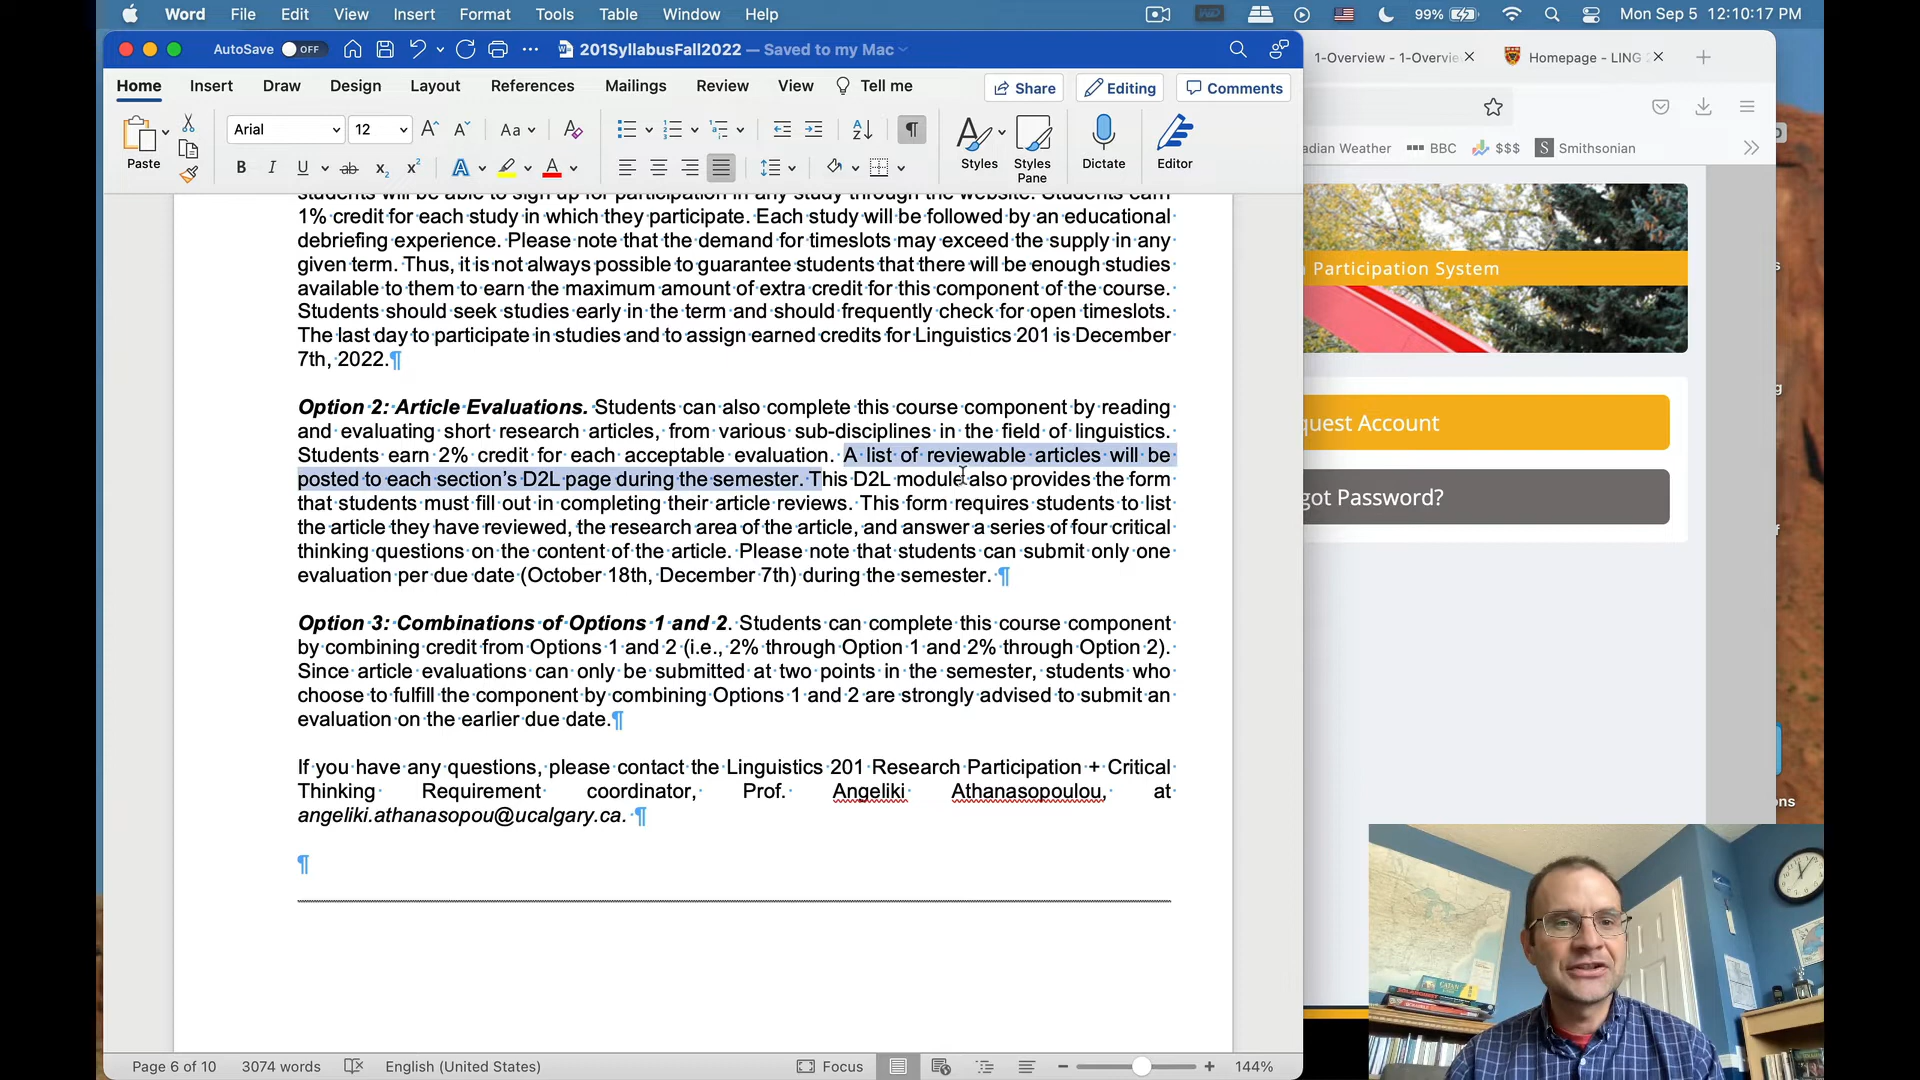 Word File Edit View Insert Format Tools Table Window Help 99% Mon Sep 5 12:10:17 PM
AutoSave OFF 201SyllabusFall2022 — Saved to my Mac
1-Overview - 1-Overvie Homepage - LING
Home Insert Draw Design Layout References Mailings Review View Tell me Share Editing Comments
Arial 12
Paste Styles Styles Pane Dictate Editor
adian Weather BBC $$$ Smithsonian
students will be able to sign up for participation in any study through the website. Students earn
1% credit for each study in which they participate. Each study will be followed by an educational
debriefing experience. Please note that the demand for timeslots may exceed the supply in any
given term. Thus, it is not always possible to guarantee students that there will be enough studies
available to them to earn the maximum amount of extra credit for this component of the course.
Students should seek studies early in the term and should frequently check for open timeslots.
The last day to participate in studies and to assign earned credits for Linguistics 201 is December
7th, 2022.¶
Option 2: Article Evaluations. Students can also complete this course component by reading
and evaluating short research articles, from various sub-disciplines in the field of linguistics.
Students earn 2% credit for each acceptable evaluation. A list of reviewable articles will be
posted to each section's D2L page during the semester. This D2L module also provides the form
that students must fill out in completing their article reviews. This form requires students to list
the article they have reviewed, the research area of the article, and answer a series of four critical
thinking questions on the content of the article. Please note that students can submit only one
evaluation per due date (October 18th, December 7th) during the semester. ¶
Option 3: Combinations of Options 1 and 2. Students can complete this course component
by combining credit from Options 1 and 2 (i.e., 2% through Option 1 and 2% through Option 2).
Since article evaluations can only be submitted at two points in the semester, students who
choose to fulfill the component by combining Options 1 and 2 are strongly advised to submit an
evaluation on the earlier due date.¶
If you have any questions, please contact the Linguistics 201 Research Participation + Critical
Thinking Requirement coordinator, Prof. Angeliki Athanasopoulou, at
angeliki.athanasopou@ucalgary.ca. ¶
¶
Participation System
quest Account
got Password?
ons
CATAN
Page 6 of 10 3074 words English (United States) Focus 144%